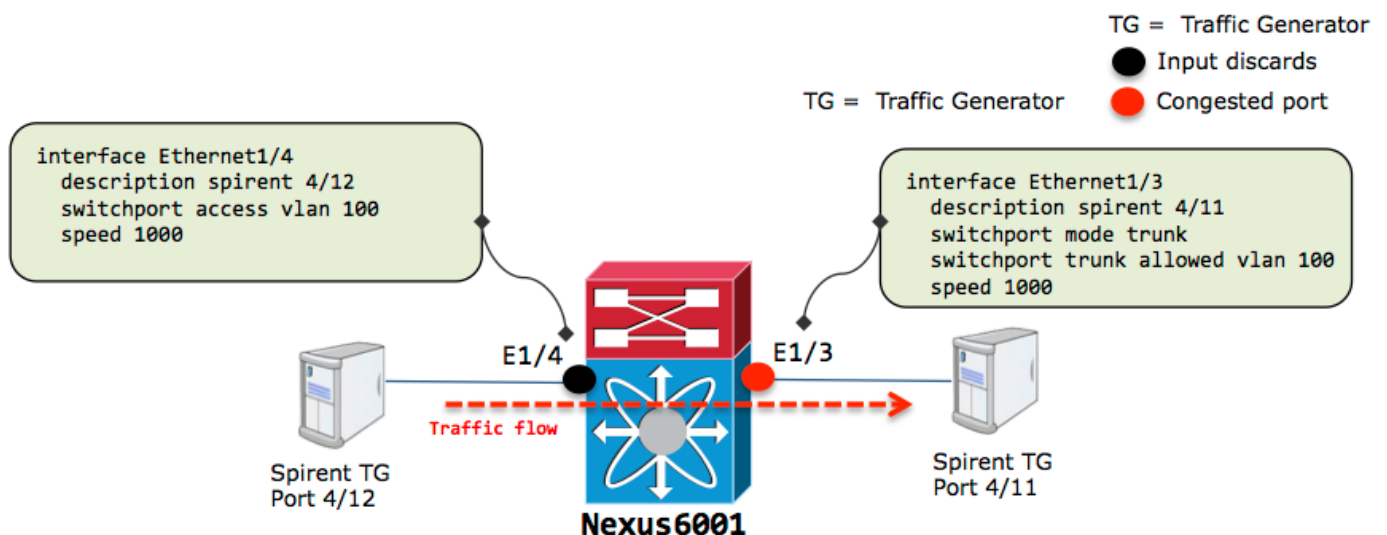 TG = Traffic Generator
Input discards
TG = Traffic Generator
Congested port
interface Ethernet1/4
description spirent 4/12
switchport access vlan 100
speed 1000
interface Ethernet1/3
description spirent 4/11
switchport mode trunk
switchport trunk allowed vlan 100
speed 1000
E1/4
E1/3
Traffic flow
Spirent TG
Port 4/12
Spirent TG
Port 4/11
Nexus6001